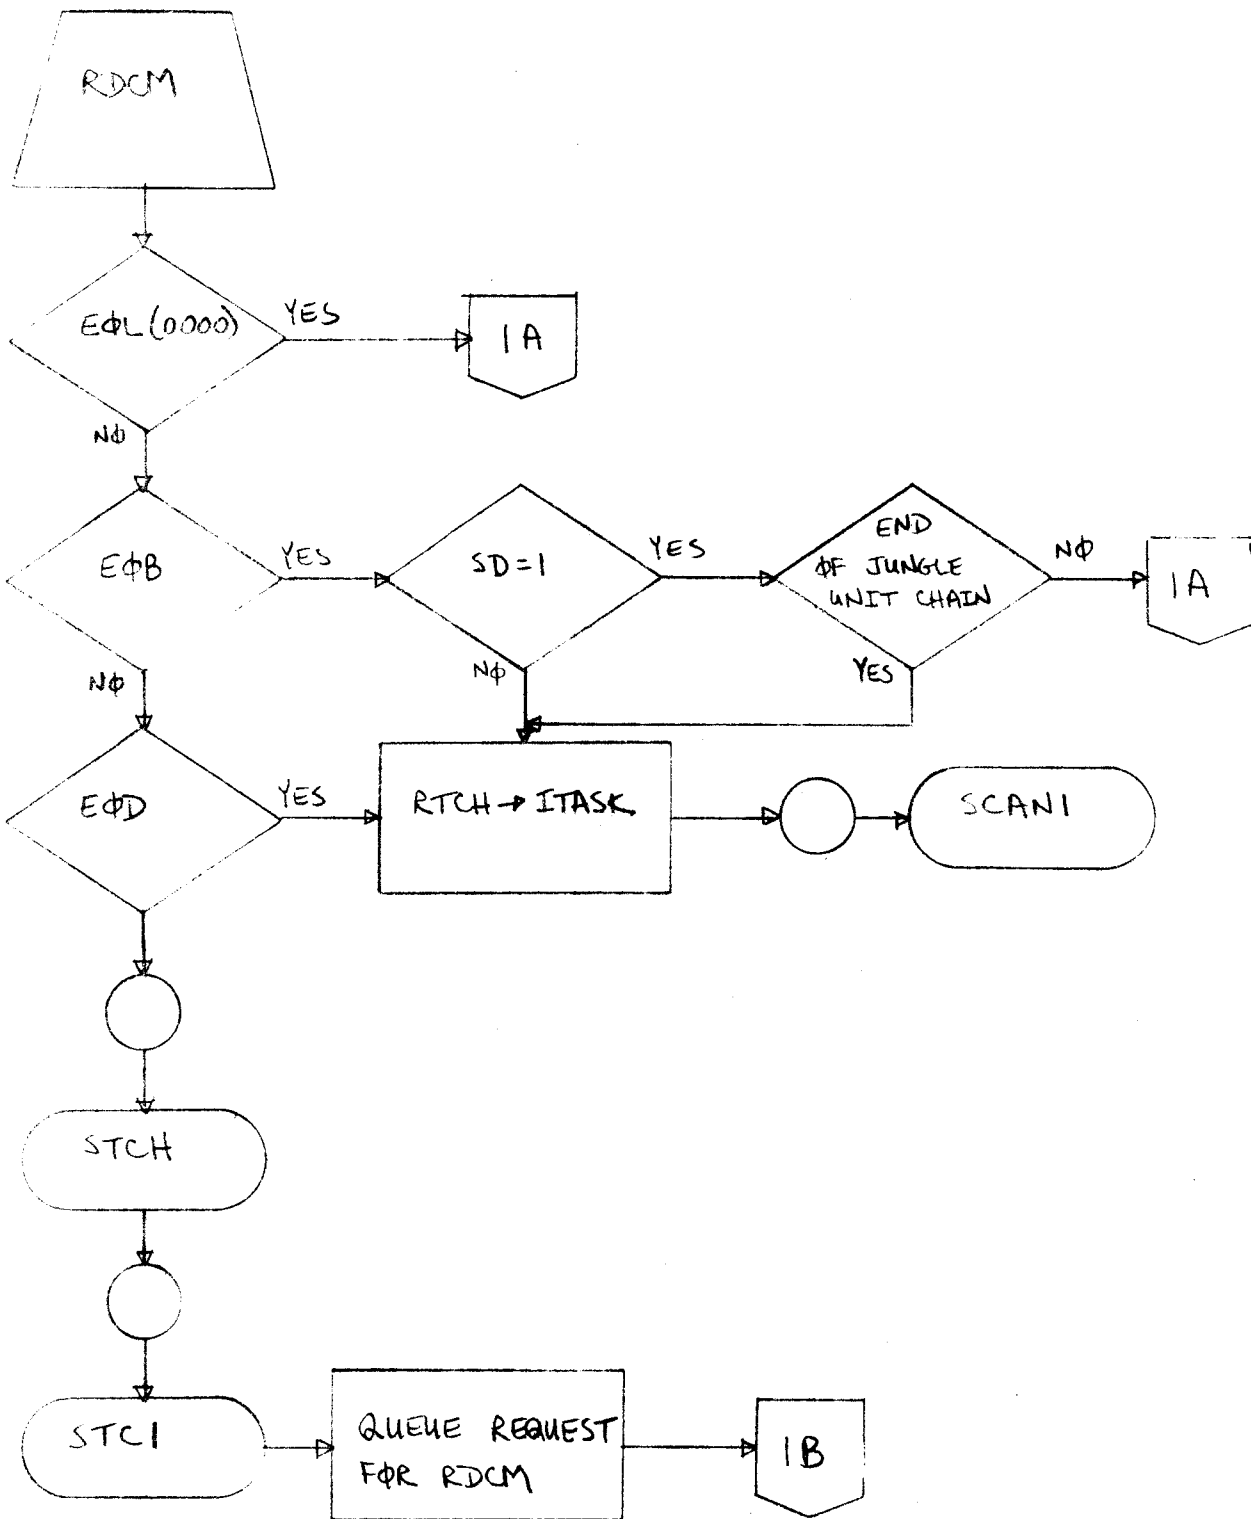 RDCM
EΦL(0000)
YES
1A
NΦ
EΦB
YES
SD=1
YES
END
ΦF JUNGLE
UNIT CHAIN
NΦ
1A
NΦ
NΦ
YES
EΦD
YES
RTCH→ITASK
SCAN1
STCH
STC1
QUEUE REQUEST
FΦR RDCM
1B